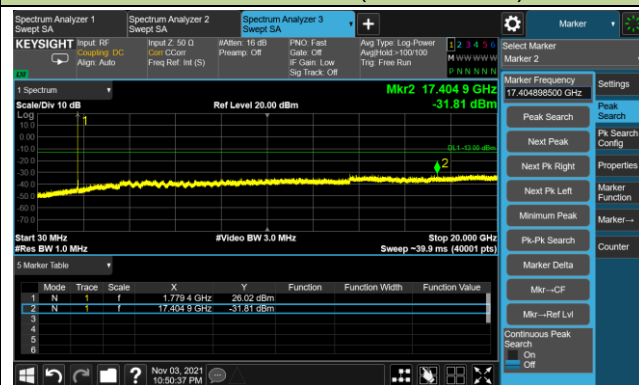 Spectrum Analyzer 1
Swept SA
Spectrum Analyzer 2
Swept SA
Spectrum Analyzer 3
Swept SA
Marker
KEYSIGHT
Input: RF
Coupling: DC
Align: Auto
Input Z: 50 Ω
Corr CCorr
Freq Ref: Int (S)
#Atten: 16 dB
Preamp: Off
PNO: Fast
Gate: Off
IF Gain: Low
Sig Track: Off
Avg Type: Log-Power
Avg|Hold:>100/100
Trig: Free Run
1 2 3 4 5 6
M W W W W W
P N N N N N
LXI
Select Marker
Marker 2
1 Spectrum
Mkr2 17.404 9 GHz
Scale/Div 10 dB
Ref Level 20.00 dBm
-31.81 dBm
Log
10.0
0.00
-10.0
-20.0
-30.0
-40.0
-50.0
-60.0
-70.0
1
2
DL1 -13.00 dBm
Start 30 MHz
#Video BW 3.0 MHz
Stop 20.000 GHz
#Res BW 1.0 MHz
Sweep ~39.9 ms (40001 pts)
5 Marker Table
Mode Trace Scale X Y Function Function Width Function Value
1 N 1 f 1.779 4 GHz 26.02 dBm
2 N 1 f 17.404 9 GHz -31.81 dBm
3
4
5
6
Marker Frequency
17.404898500 GHz
Peak Search
Next Peak
Next Pk Right
Next Pk Left
Minimum Peak
Pk-Pk Search
Marker Delta
Mkr→CF
Mkr→Ref Lvl
Continuous Peak
Search
On
Off
Settings
Peak
Search
Pk Search
Config
Properties
Marker
Function
Marker→
Counter
Nov 03, 2021
10:50:37 PM